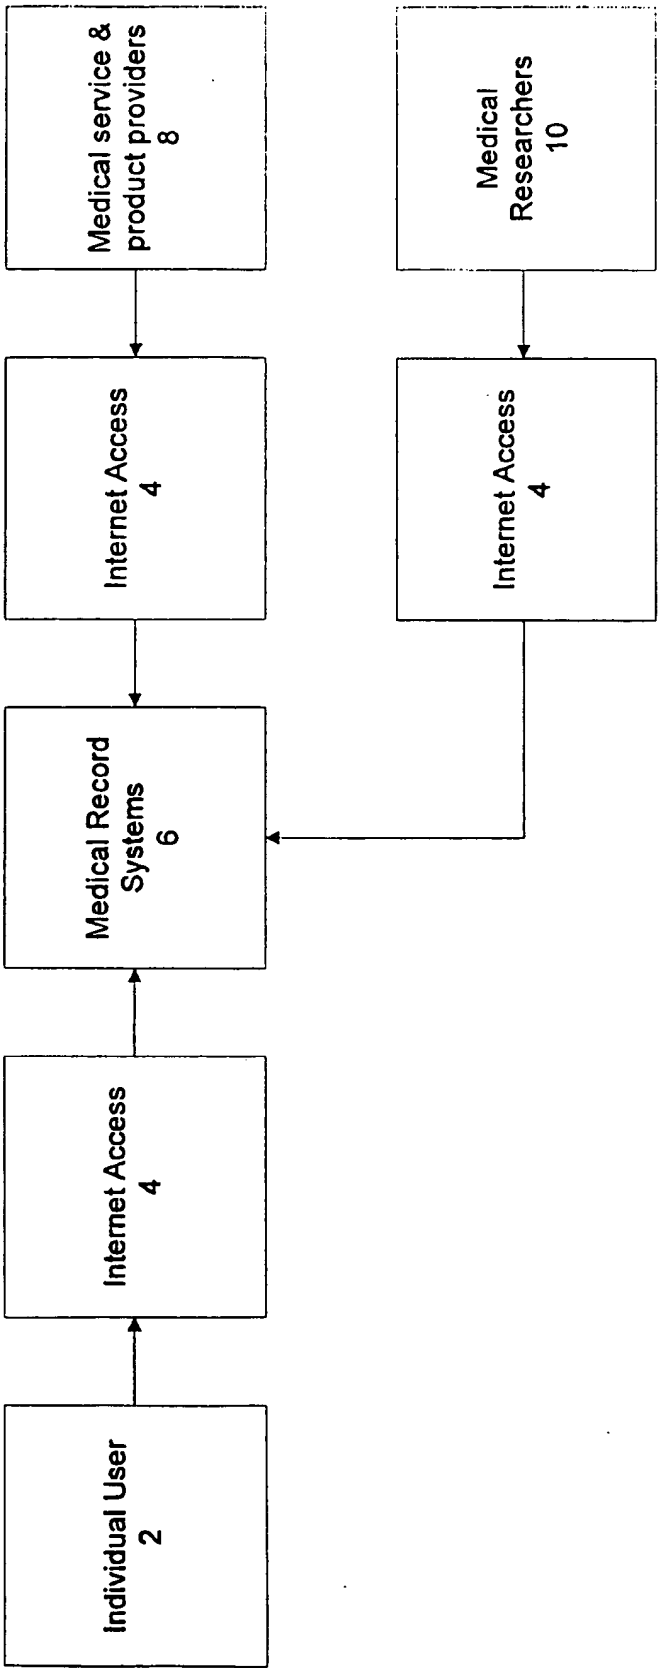 Individual User
2
Internet Access
4
Medical Record
Systems
6
Internet Access
4
Medical service &
product providers
8
Internet Access
4
Medical
Researchers
10